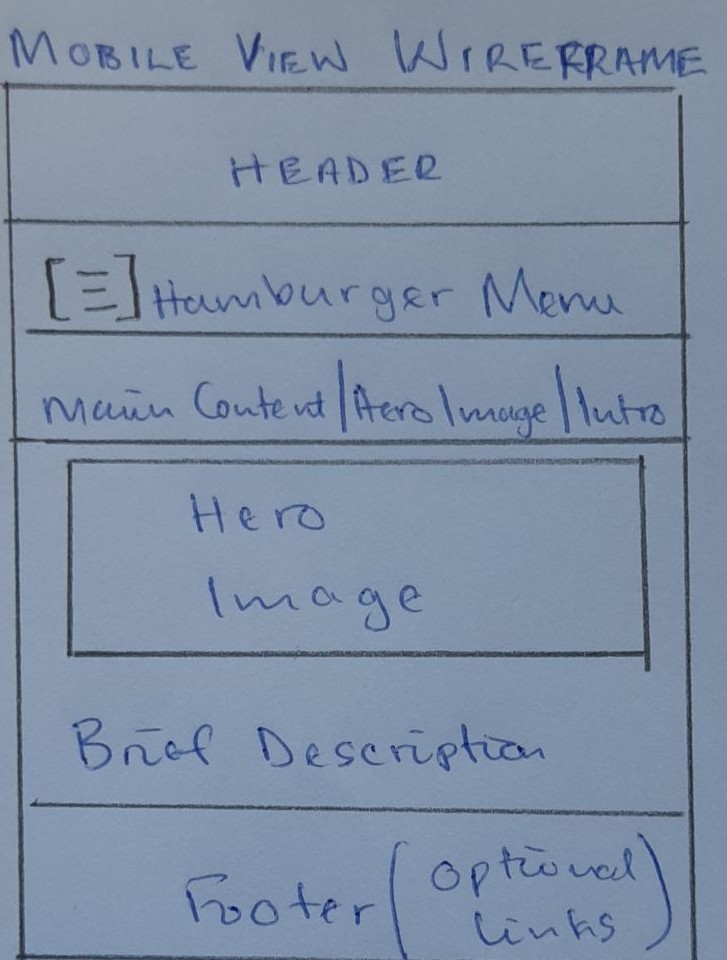 MOBILE VIEW WIREFRAME
HEADER
[≡] Hamburger Menu
Main Content/Hero Image/Intro
Hero
Image
Brief Description
Footer (Optional
Links)